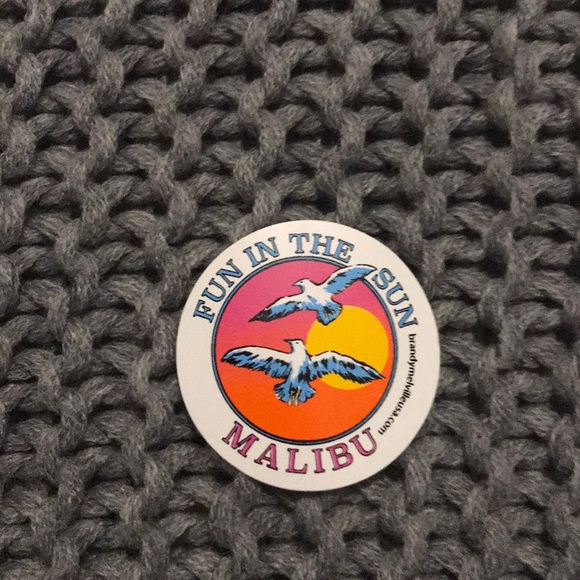 FUN IN THE SUN
MALIBU
brandymelvilleusa.com